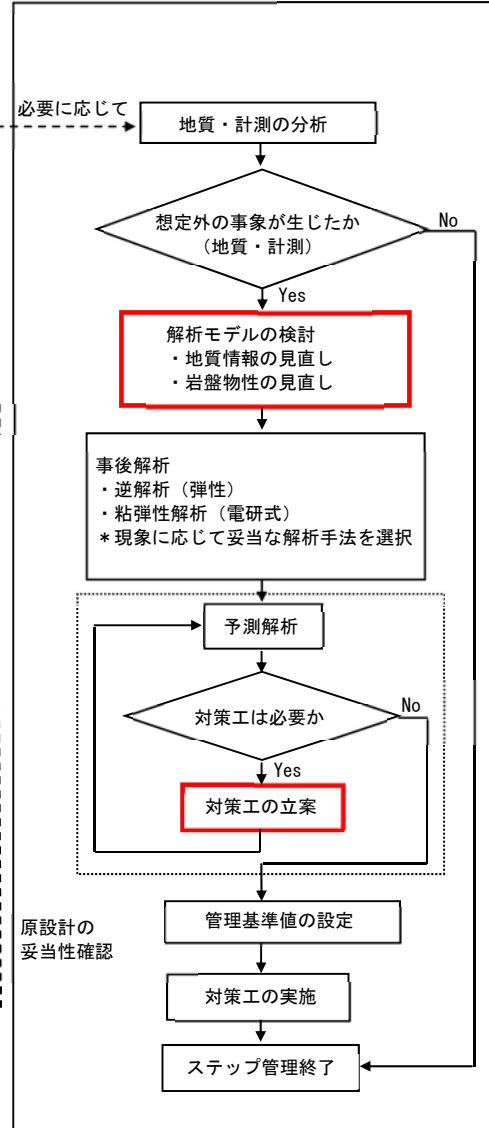 必要に応じて
地質・計測の分析
想定外の事象が生じたか
（地質・計測）
No
Yes
解析モデルの検討
・地質情報の見直し
・岩盤物性の見直し
事後解析
・逆解析（弾性）
・粘弾性解析（電研式）
＊現象に応じて妥当な解析手法を選択
予測解析
対策工は必要か
No
Yes
対策工の立案
管理基準値の設定
原設計の
妥当性確認
対策工の実施
ステップ管理終了